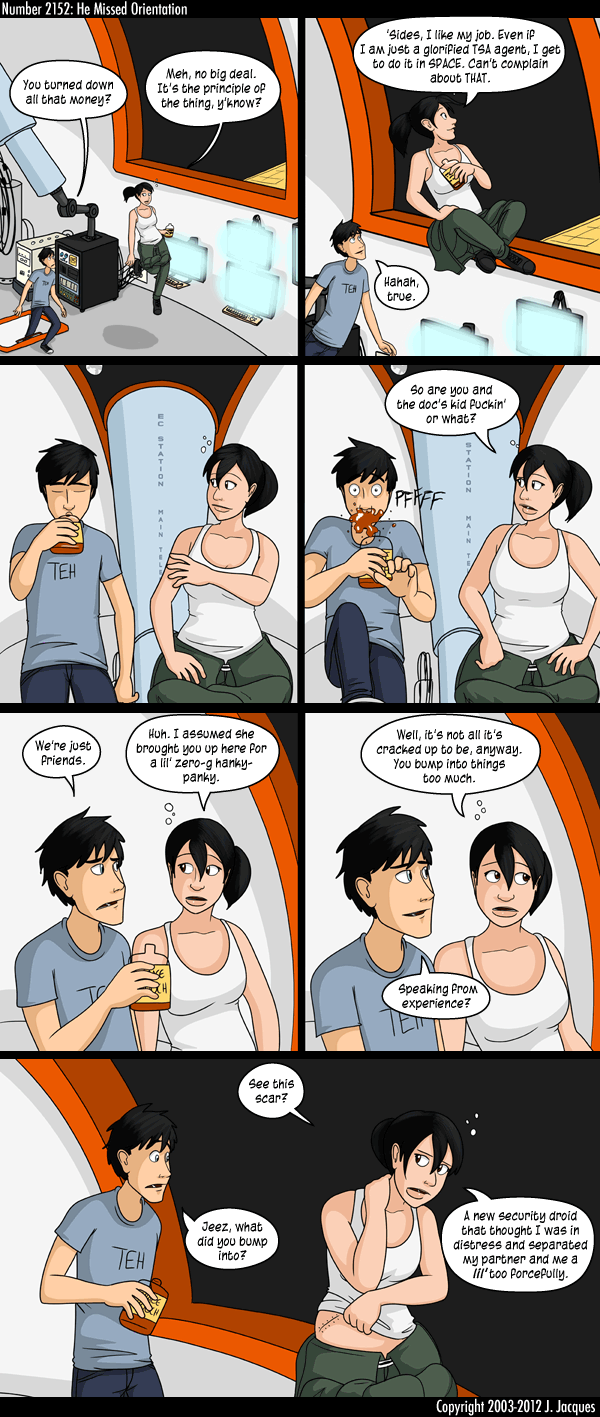 Number 2152: He Missed Orientation
You turned down
all that money?
Meh, no big deal.
It's the principle of
the thing, y'know?
TEH
'Sides, I like my job. Even if
I am just a glorified TSA agent, I get
to do it in SPACE. Can't complain
about THAT.
Hahah,
true.
TEH
EC STATION MAIN TELE
TEH
So are you and
the doc's kid fuckin'
or what?
PFFFF
STATION MAIN TE
We're just
friends.
Huh. I assumed she
brought you up here for
a lil' zero-g hanky-
panky.
Well, it's not all it's
cracked up to be, anyway.
You bump into things
too much.
Speaking from
experience?
TEH
See this
scar?
Jeez, what
did you bump
into?
TEH
A new security droid
that thought I was in
distress and separated
my partner and me a
lil' too forcefully.
Copyright 2003-2012 J. Jacques